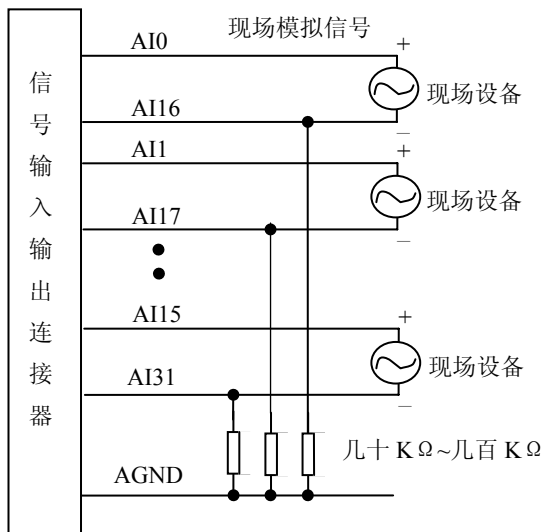 信号输入输出连接器
现场模拟信号
AI0
+
现场设备
AI16
−
AI1
+
现场设备
AI17
−
AI15
+
现场设备
AI31
−
几十 KΩ~几百 KΩ
AGND